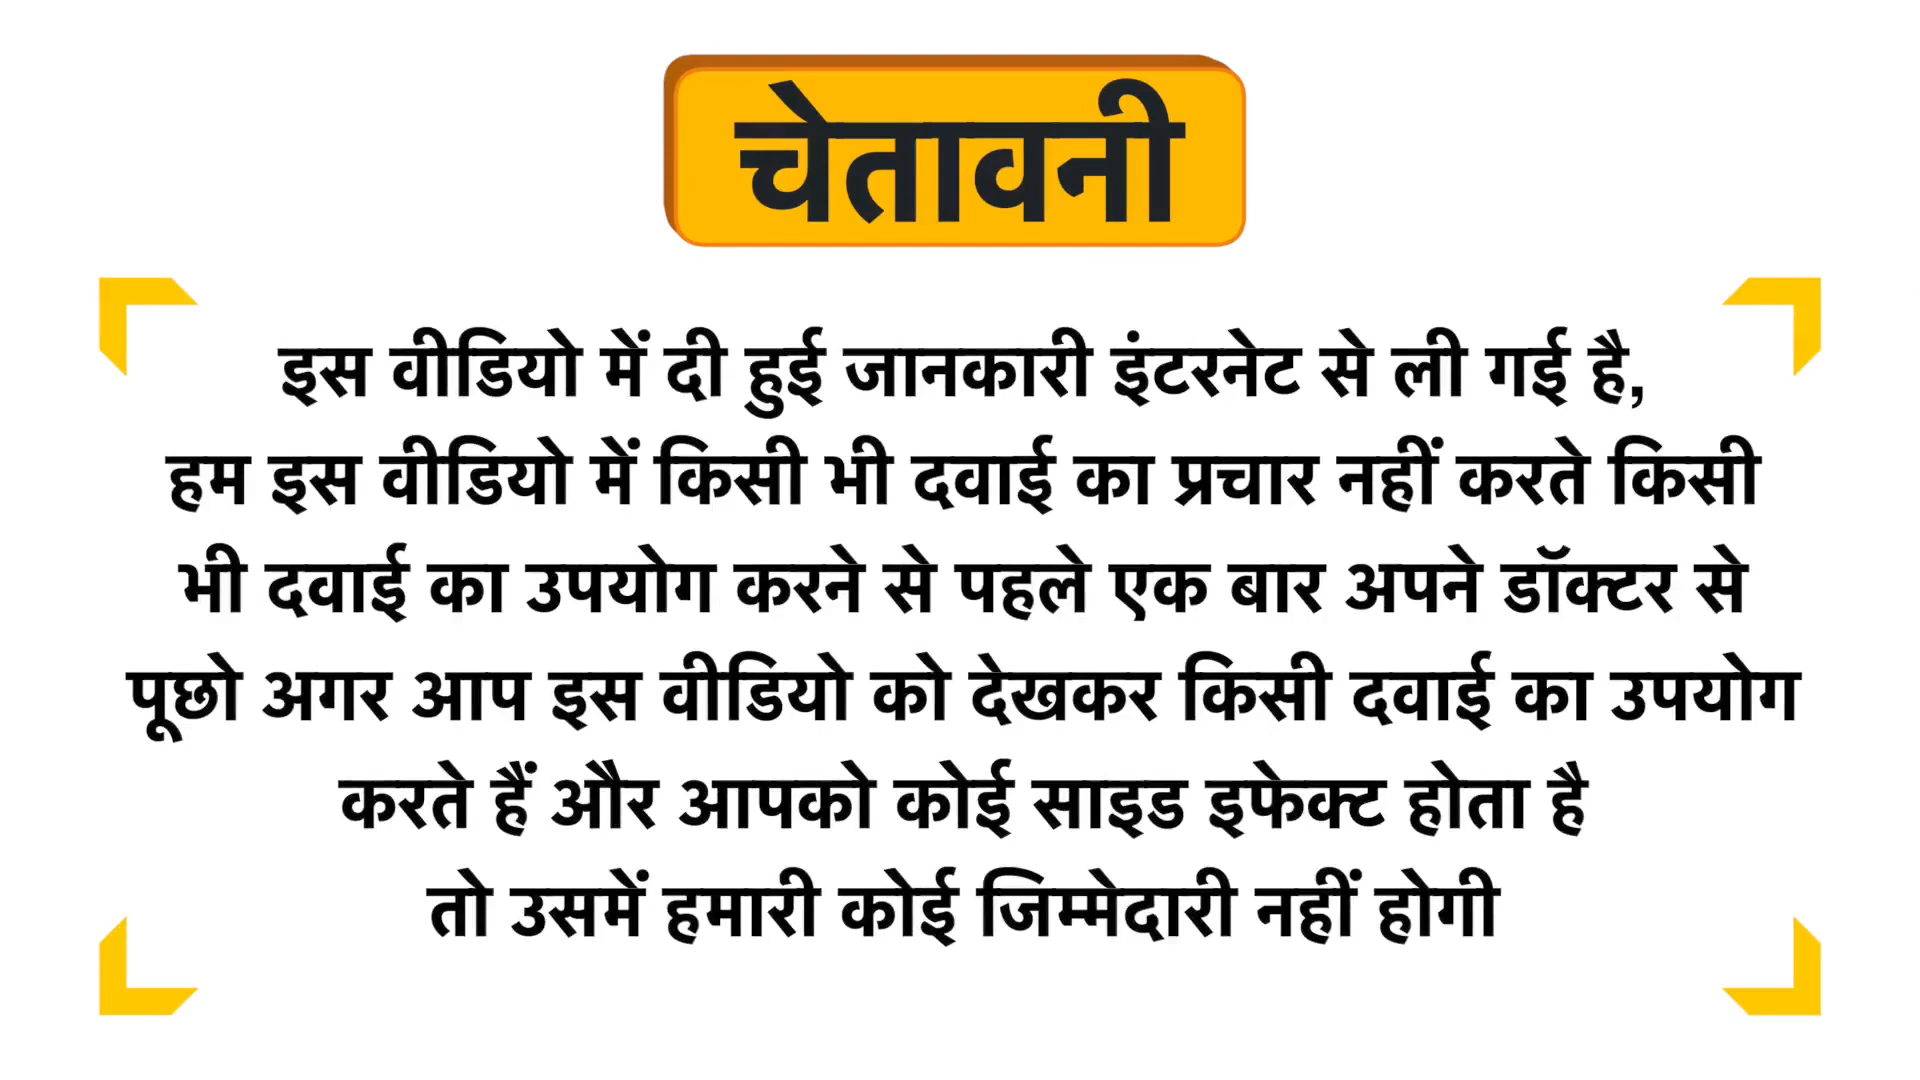 चेतावनी
इस वीडियो में दी हुई जानकारी इंटरनेट से ली गई है,
हम इस वीडियो में किसी भी दवाई का प्रचार नहीं करते किसी
भी दवाई का उपयोग करने से पहले एक बार अपने डॉक्टर से
पूछो अगर आप इस वीडियो को देखकर किसी दवाई का उपयोग
करते हैं और आपको कोई साइड इफेक्ट होता है
तो उसमें हमारी कोई जिम्मेदारी नहीं होगी